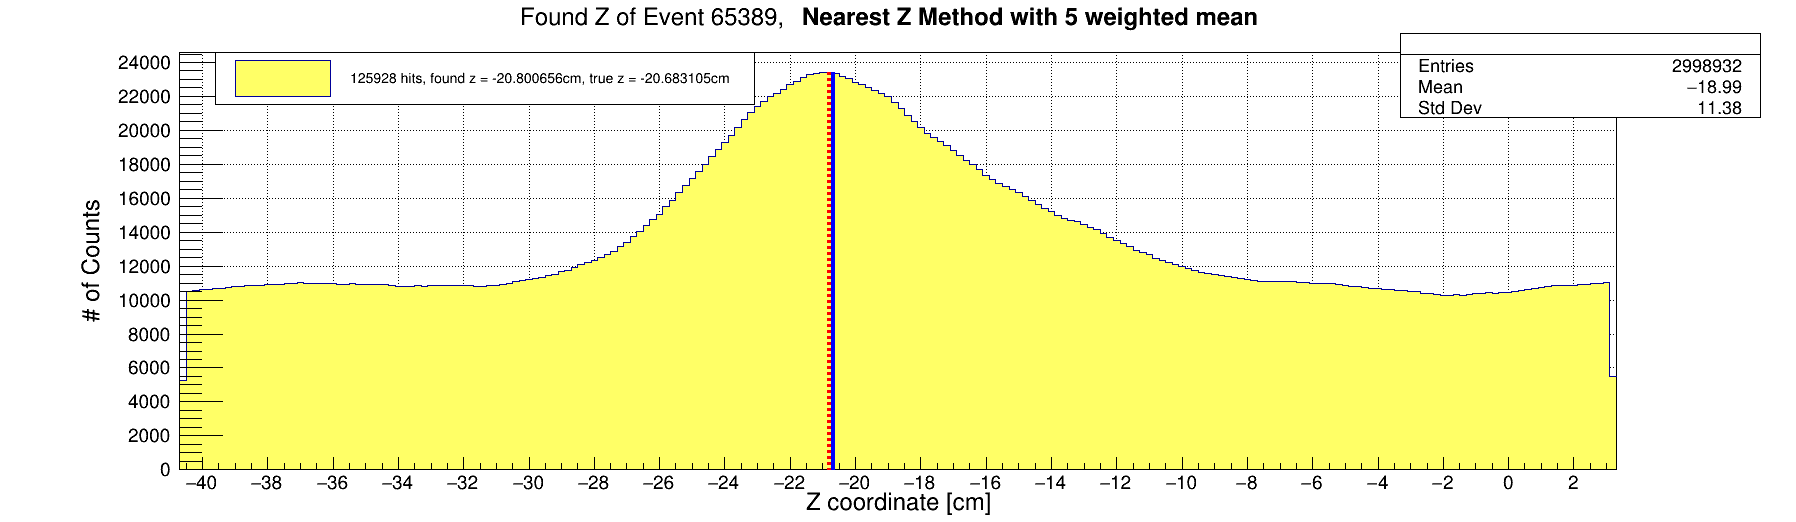 Found Z of Event 65389, Nearest Z Method with 5 weighted mean
125928 hits, found z = -20.800656cm, true z = -20.683105cm
Entries 2998932
Mean −18.99
Std Dev 11.38
# of Counts
24000
22000
20000
18000
16000
14000
12000
10000
8000
6000
4000
2000
0
−40 −38 −36 −34 −32 −30 −28 −26 −24 −22 −20 −18 −16 −14 −12 −10 −8 −6 −4 −2 0 2
Z coordinate [cm]